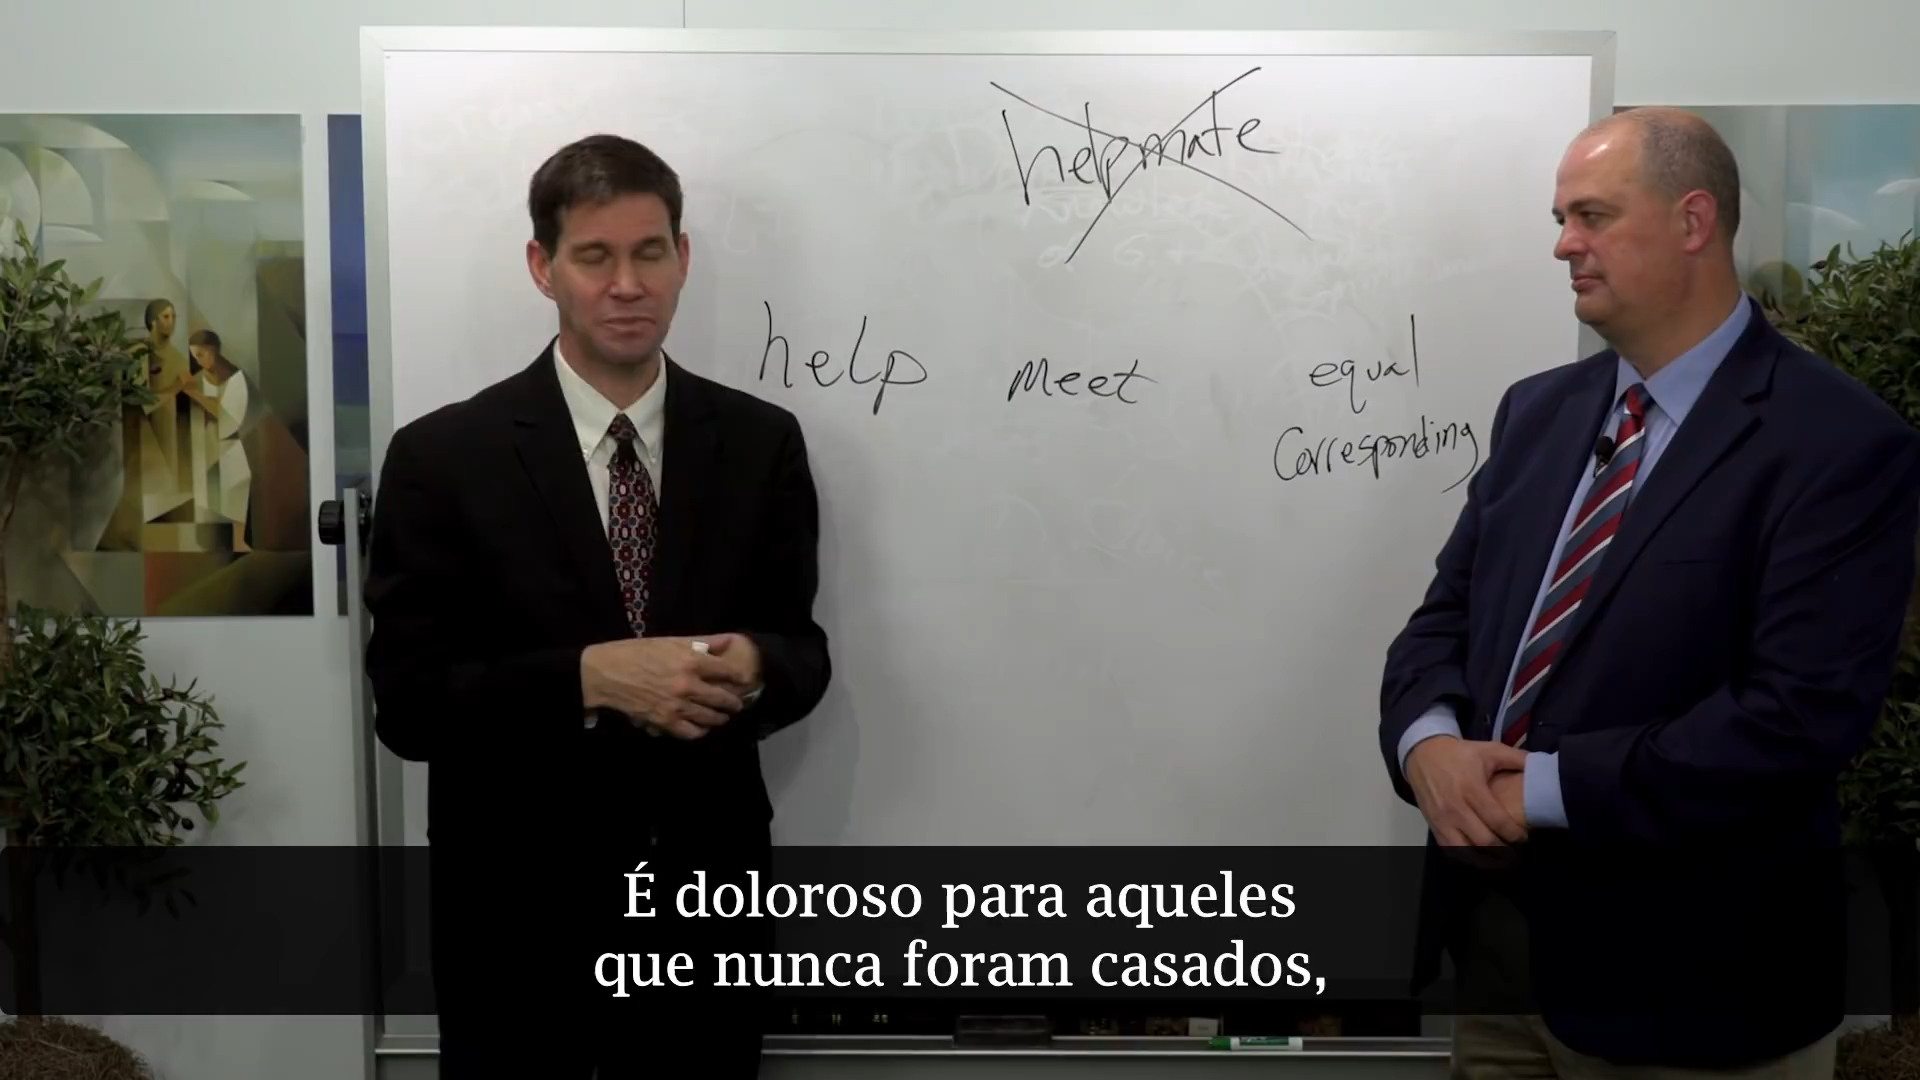 helpmate
help meet equal
Corresponding
É doloroso para aqueles
que nunca foram casados,